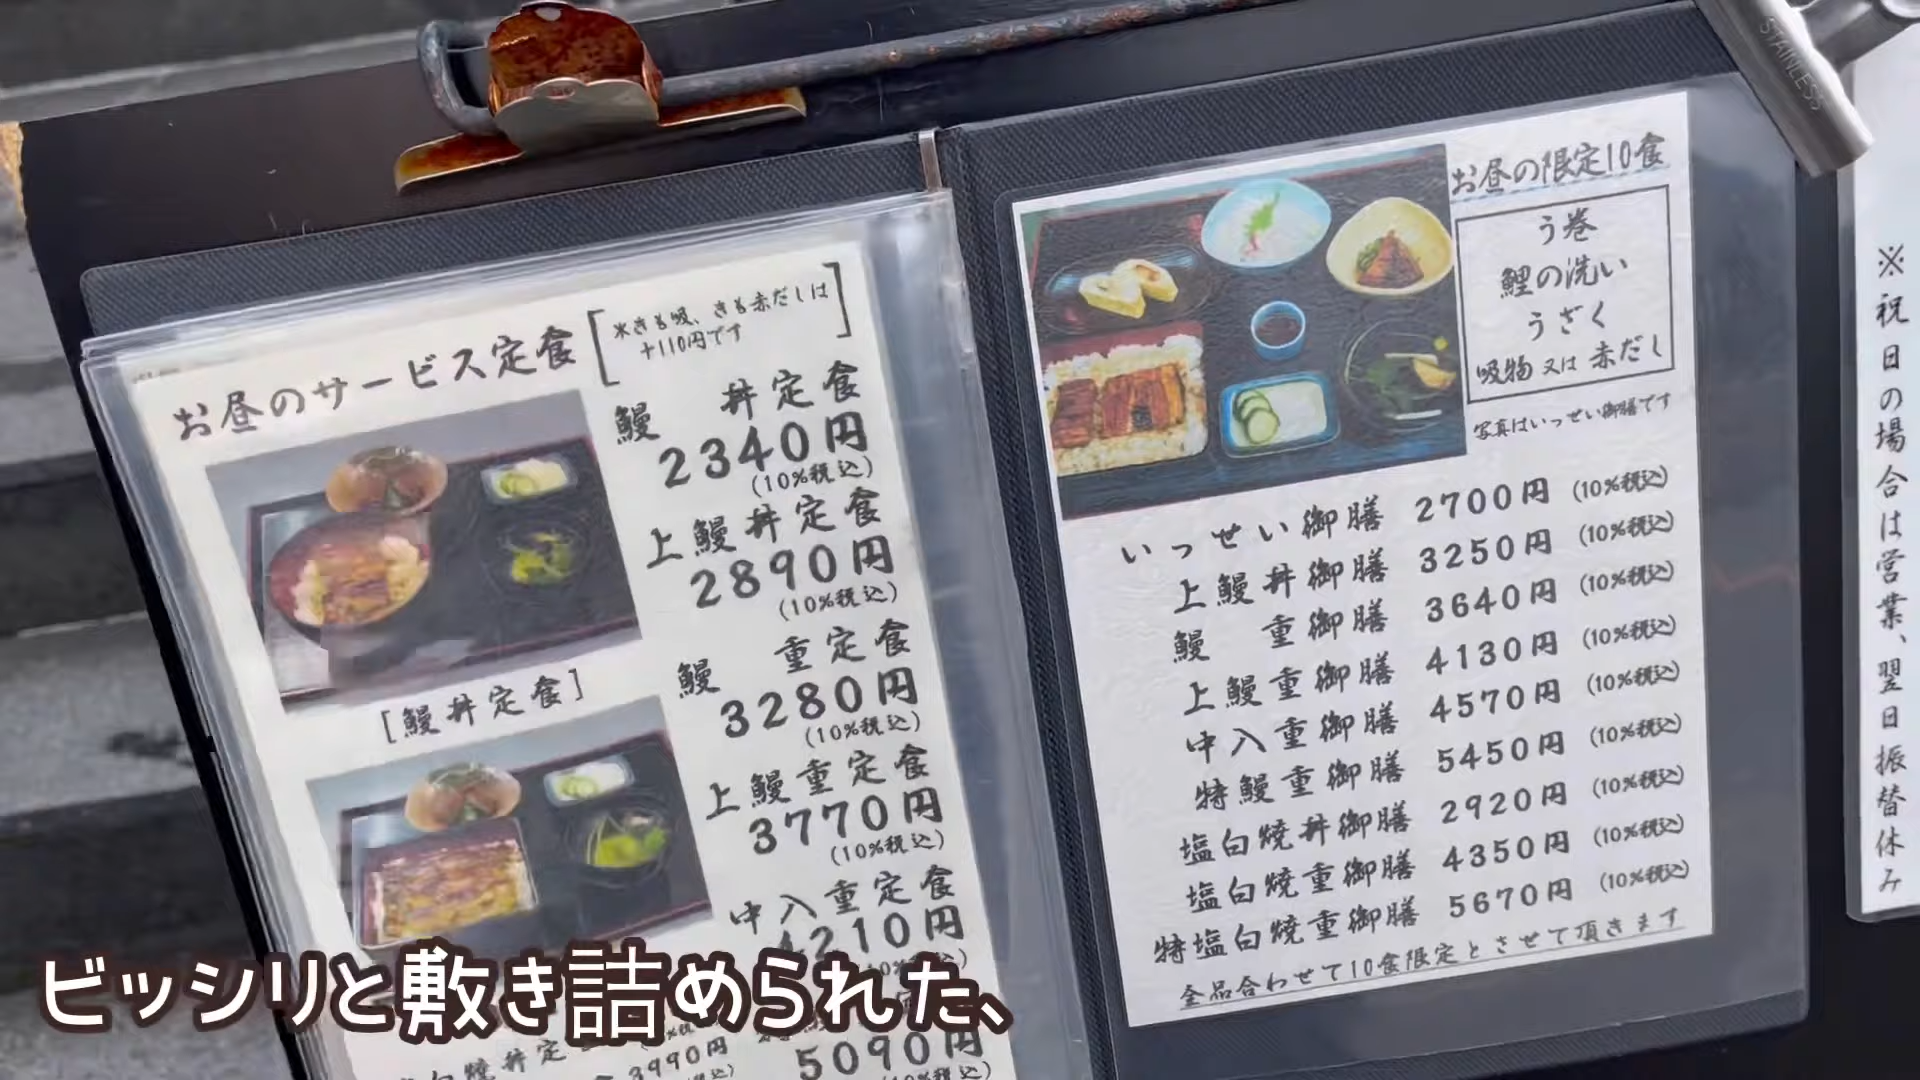 お昼のサービス定食
※きも吸、きも赤だしは
+110円です
鰻 丼定食
2340円
(10%税込)
上鰻丼定食
2890円
(10%税込)
鰻 重定食
3280円
(10%税込)
上鰻重定食
3770円
(10%税込)
中入重定食
4210円
[鰻丼定食]
3990円
5090円
お昼の限定10食
う巻
鯉の洗い
うざく
吸物 又は 赤だし
写真はいっせい御膳です
いっせい御膳 2700円 (10%税込)
上鰻丼御膳 3250円 (10%税込)
鰻 重御膳 3640円 (10%税込)
上鰻重御膳 4130円 (10%税込)
中入重御膳 4570円 (10%税込)
特鰻重御膳 5450円 (10%税込)
塩白焼丼御膳 2920円 (10%税込)
塩白焼重御膳 4350円 (10%税込)
特塩白焼重御膳 5670円 (10%税込)
全品合わせて10食限定とさせて頂きます
※祝日の場合は営業、翌日振替休み
STAINLESS
ビッシリと敷き詰められた、